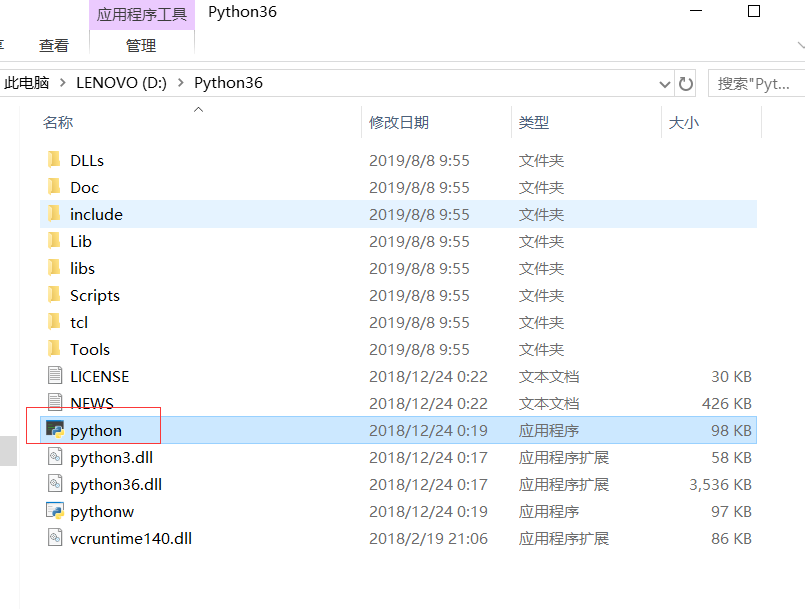 应用程序工具 Python36
查看 管理
此电脑 > LENOVO (D:) > Python36 搜索"Pyt...
名称 修改日期 类型 大小
DLLs 2019/8/8 9:55 文件夹
Doc 2019/8/8 9:55 文件夹
include 2019/8/8 9:55 文件夹
Lib 2019/8/8 9:55 文件夹
libs 2019/8/8 9:55 文件夹
Scripts 2019/8/8 9:55 文件夹
tcl 2019/8/8 9:55 文件夹
Tools 2019/8/8 9:55 文件夹
LICENSE 2018/12/24 0:22 文本文档 30 KB
NEWS 2018/12/24 0:22 文本文档 426 KB
python 2018/12/24 0:19 应用程序 98 KB
python3.dll 2018/12/24 0:17 应用程序扩展 58 KB
python36.dll 2018/12/24 0:17 应用程序扩展 3,536 KB
pythonw 2018/12/24 0:19 应用程序 97 KB
vcruntime140.dll 2018/2/19 21:06 应用程序扩展 86 KB